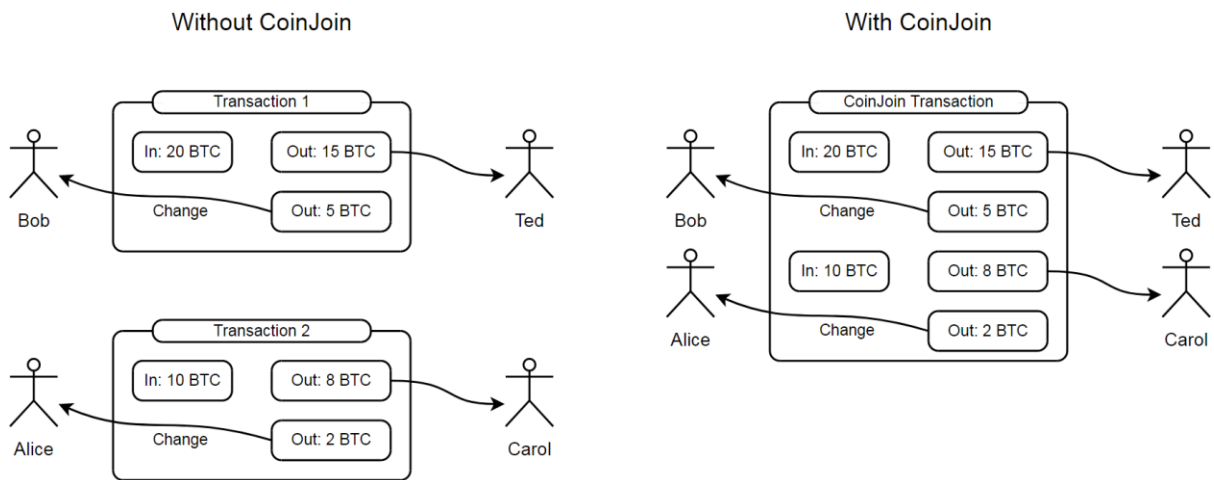 Without CoinJoin
Transaction 1
In: 20 BTC
Out: 15 BTC
Out: 5 BTC
Change
Bob
Ted
Transaction 2
In: 10 BTC
Out: 8 BTC
Out: 2 BTC
Change
Alice
Carol
With CoinJoin
CoinJoin Transaction
In: 20 BTC
Out: 15 BTC
Out: 5 BTC
Change
Bob
Ted
In: 10 BTC
Out: 8 BTC
Out: 2 BTC
Change
Alice
Carol